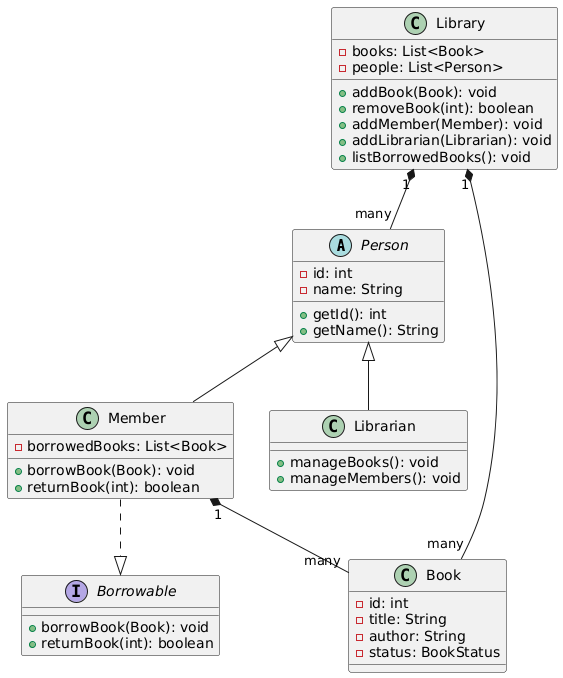 C Library
books: List<Book>
people: List<Person>
addBook(Book): void
removeBook(int): boolean
addMember(Member): void
addLibrarian(Librarian): void
listBorrowedBooks(): void
1
1
many
A Person
id: int
name: String
getId(): int
getName(): String
C Member
borrowedBooks: List<Book>
borrowBook(Book): void
returnBook(int): boolean
C Librarian
manageBooks(): void
manageMembers(): void
1
many
many
I Borrowable
borrowBook(Book): void
returnBook(int): boolean
C Book
id: int
title: String
author: String
status: BookStatus